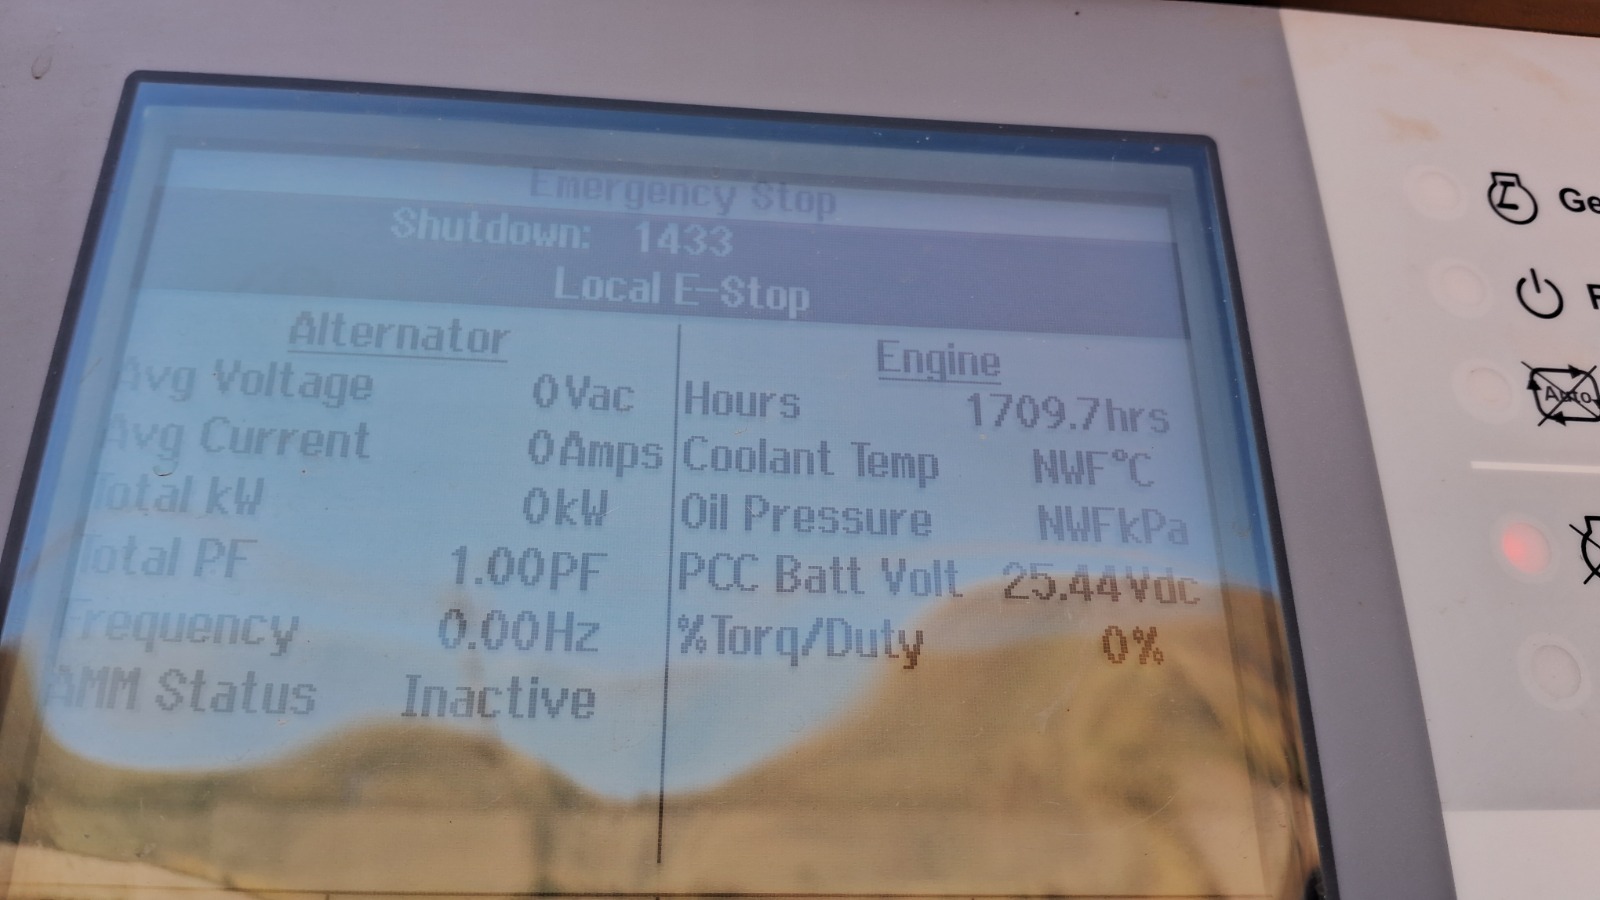 Emergency Stop
Shutdown: 1433
Local E-Stop
Alternator
Avg Voltage 0Vac
Avg Current 0Amps
Total kW 0kW
Total PF 1.00PF
Frequency 0.00Hz
AMM Status Inactive
Engine
Hours 1709.7hrs
Coolant Temp NWF°C
Oil Pressure NWFkPa
PCC Batt Volt 25.44Vdc
%Torq/Duty 0%
Ge
Auto